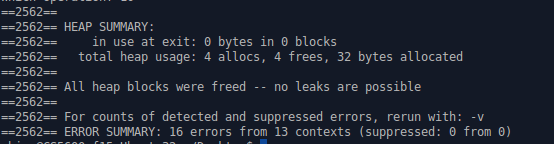 ==2562==
==2562== HEAP SUMMARY:
==2562==     in use at exit: 0 bytes in 0 blocks
==2562==   total heap usage: 4 allocs, 4 frees, 32 bytes allocated
==2562==
==2562== All heap blocks were freed -- no leaks are possible
==2562==
==2562== For counts of detected and suppressed errors, rerun with: -v
==2562== ERROR SUMMARY: 16 errors from 13 contexts (suppressed: 0 from 0)